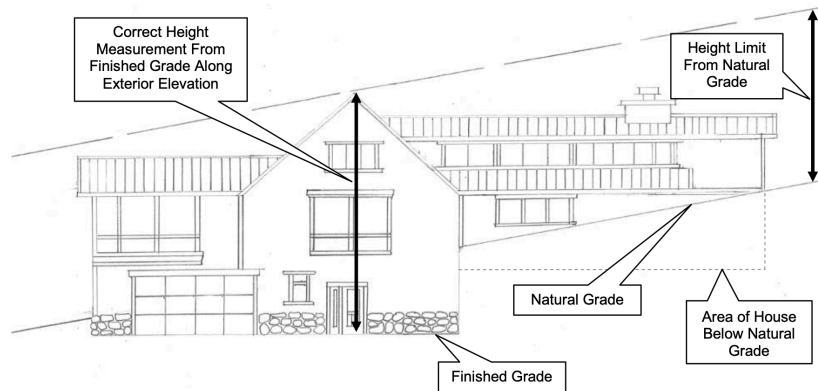 Correct Height
Measurement From
Finished Grade Along
Exterior Elevation
Height Limit
From Natural
Grade
Natural Grade
Area of House
Below Natural
Grade
Finished Grade